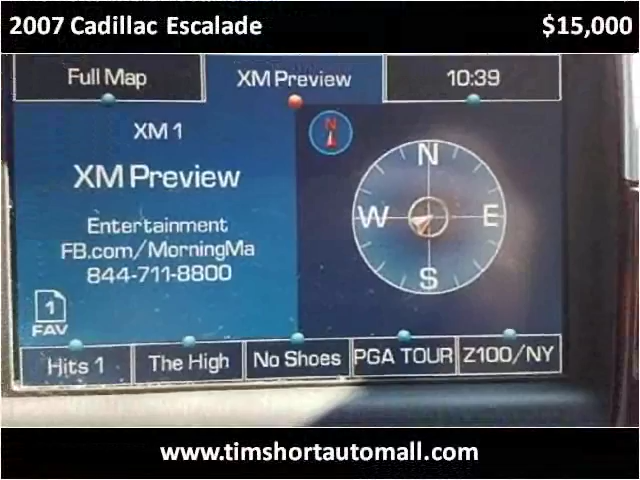 2007 Cadillac Escalade $15,000
Full Map XM Preview 10:39
XM 1
XM Preview
Entertainment
FB.com/MorningMa
844-711-8800
1
FAV
N
N
W E
S
Hits 1 The High No Shoes PGA TOUR Z100/NY
www.timshortautomall.com